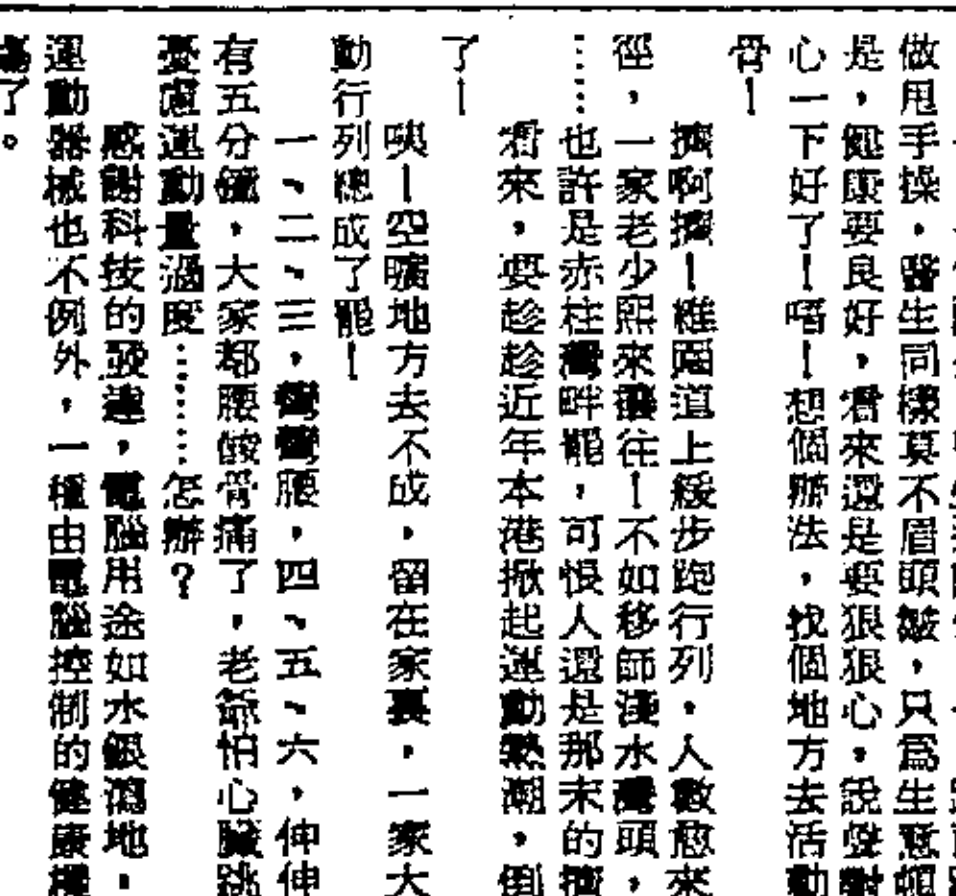 做甩手操,醫生同樣莫不眉頭皺,只為生意
是,健康要良好,看來還是要狠狠心,說聲對
心一下好了!唔!想個辦法,找個地方去活動
骨!
擠啊擠!維園道上緩步跑行列,人數愈來
徑,一家老少熙來攘往!不如移師淺水灣頭,
……也許是赤柱灣畔罷,可恨人還是那末的擠
看來,要趁趁近年本港掀起運動熱潮,倒
了!
咦!空曠地方去不成,留在家裏,一家大
動行列總成了罷!
一、二、三,彎彎腰,四、五、六,伸伸
有五分鐘,大家都腰酸骨痛了,老爺怕心臟跳
憂慮運動量過度………怎辦?
感謝科技的發達,電腦用途如水銀瀉地,
運動器械也不例外,一種由電腦控制的健康機
了。